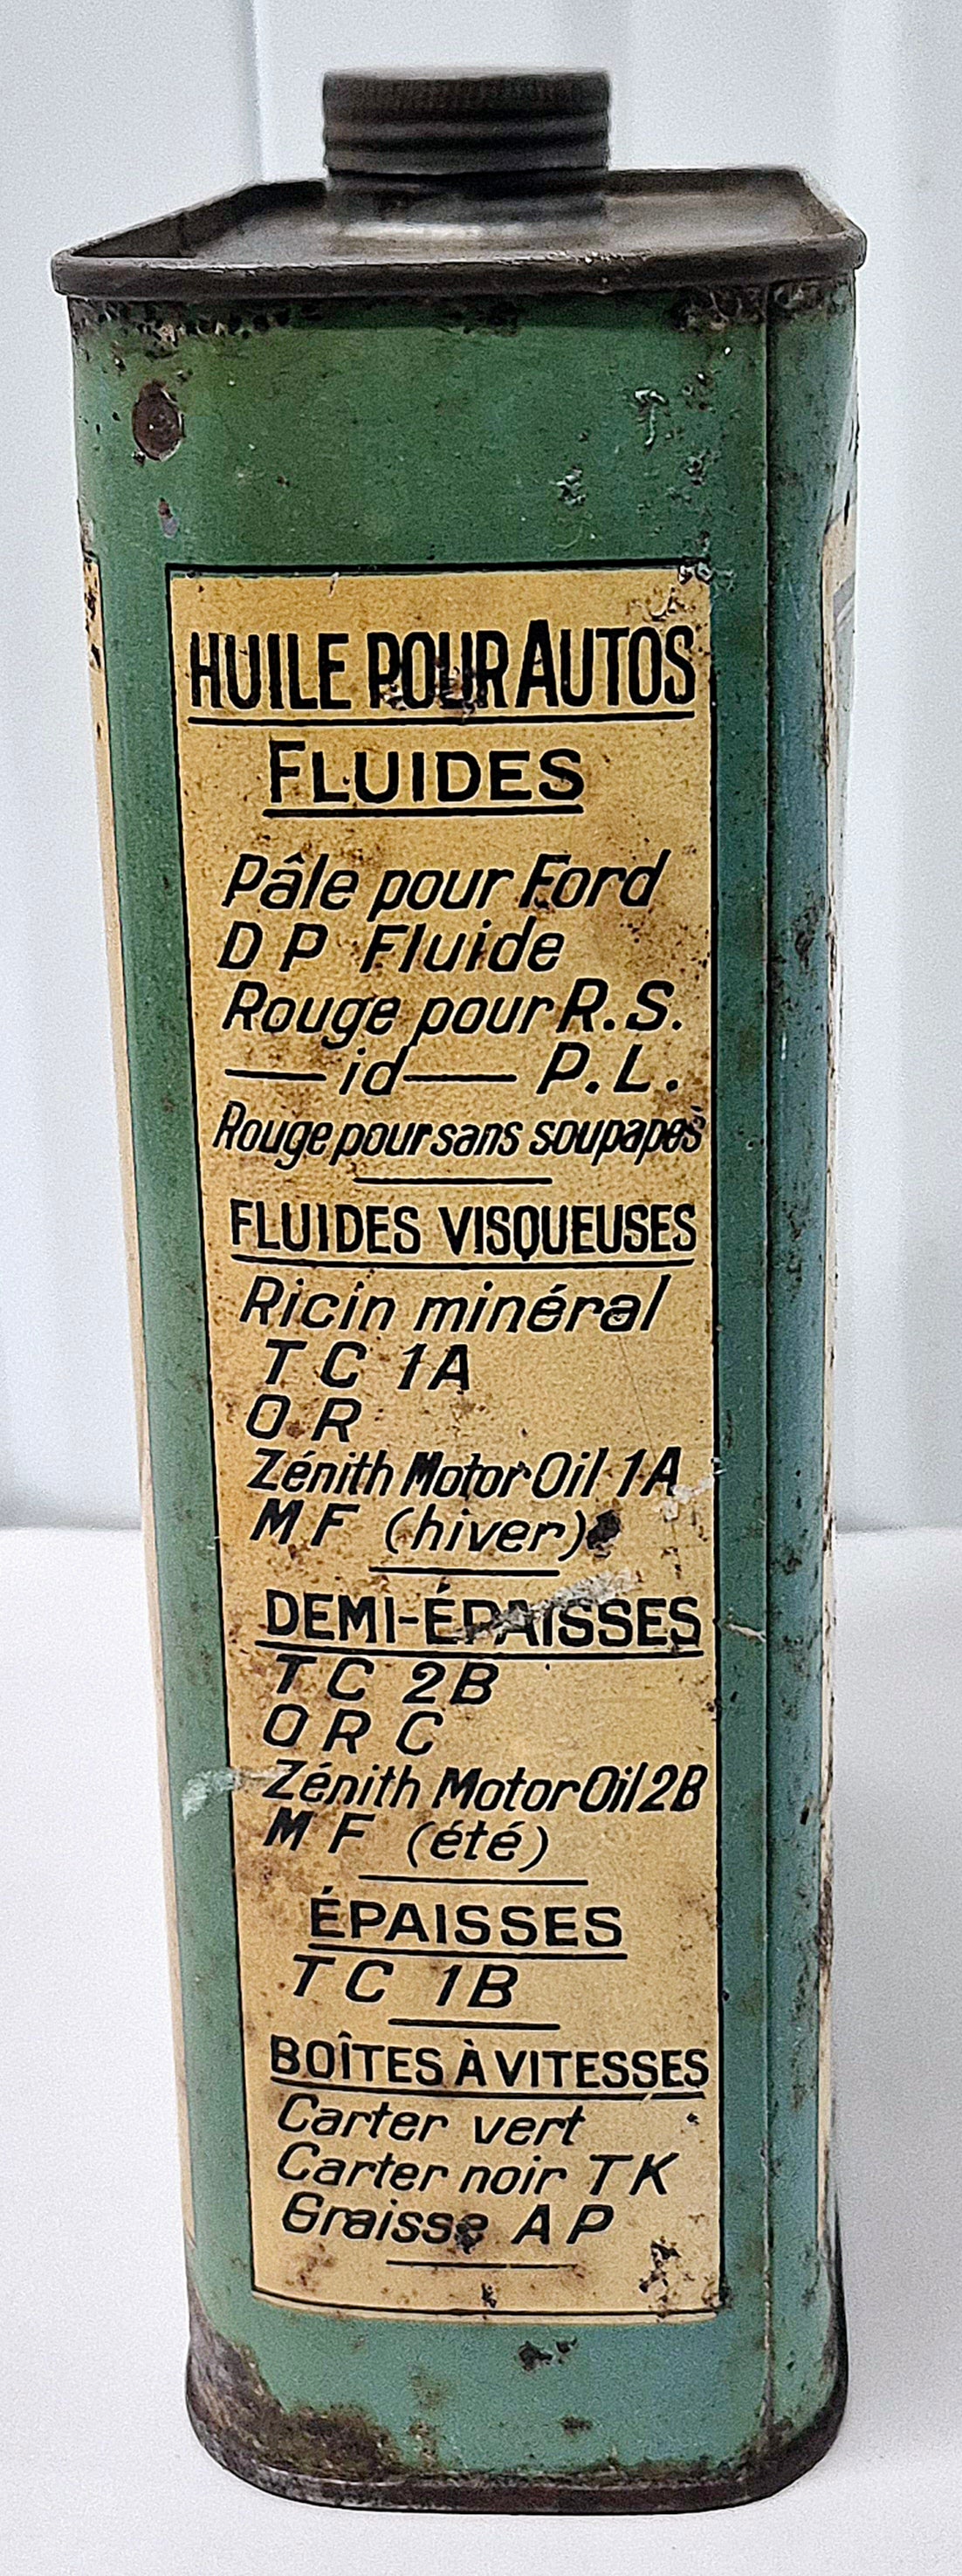 HUILE POUR AUTOS
FLUIDES
Pâle pour Ford
D P Fluide
Rouge pour R.S.
— id — P.L.
Rouge pour sans soupapes
FLUIDES VISQUEUSES
Ricin minéral
T C 1A
O R
Zénith Motor Oil 1A
M F (hiver)
DEMI-ÉPAISSES
T C 2B
O R C
Zénith Motor Oil 2B
M F (été)
ÉPAISSES
T C 1B
BOÎTES À VITESSES
Carter vert
Carter noir T K
Graisse A P